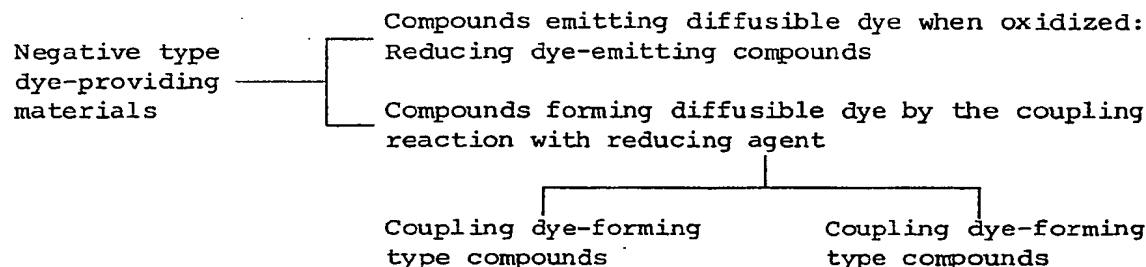 Negative type
dye-providing
materials
Compounds emitting diffusible dye when oxidized:
Reducing dye-emitting compounds
Compounds forming diffusible dye by the coupling
reaction with reducing agent
Coupling dye-forming
type compounds
Coupling dye-forming
type compounds